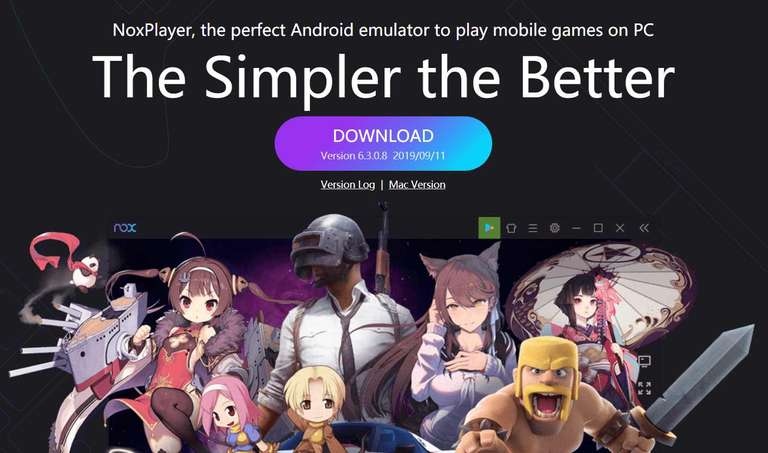 NoxPlayer, the perfect Android emulator to play mobile games on PC
The Simpler the Better
DOWNLOAD
Version 6.3.0.8 2019/09/11
Version Log | Mac Version
nox